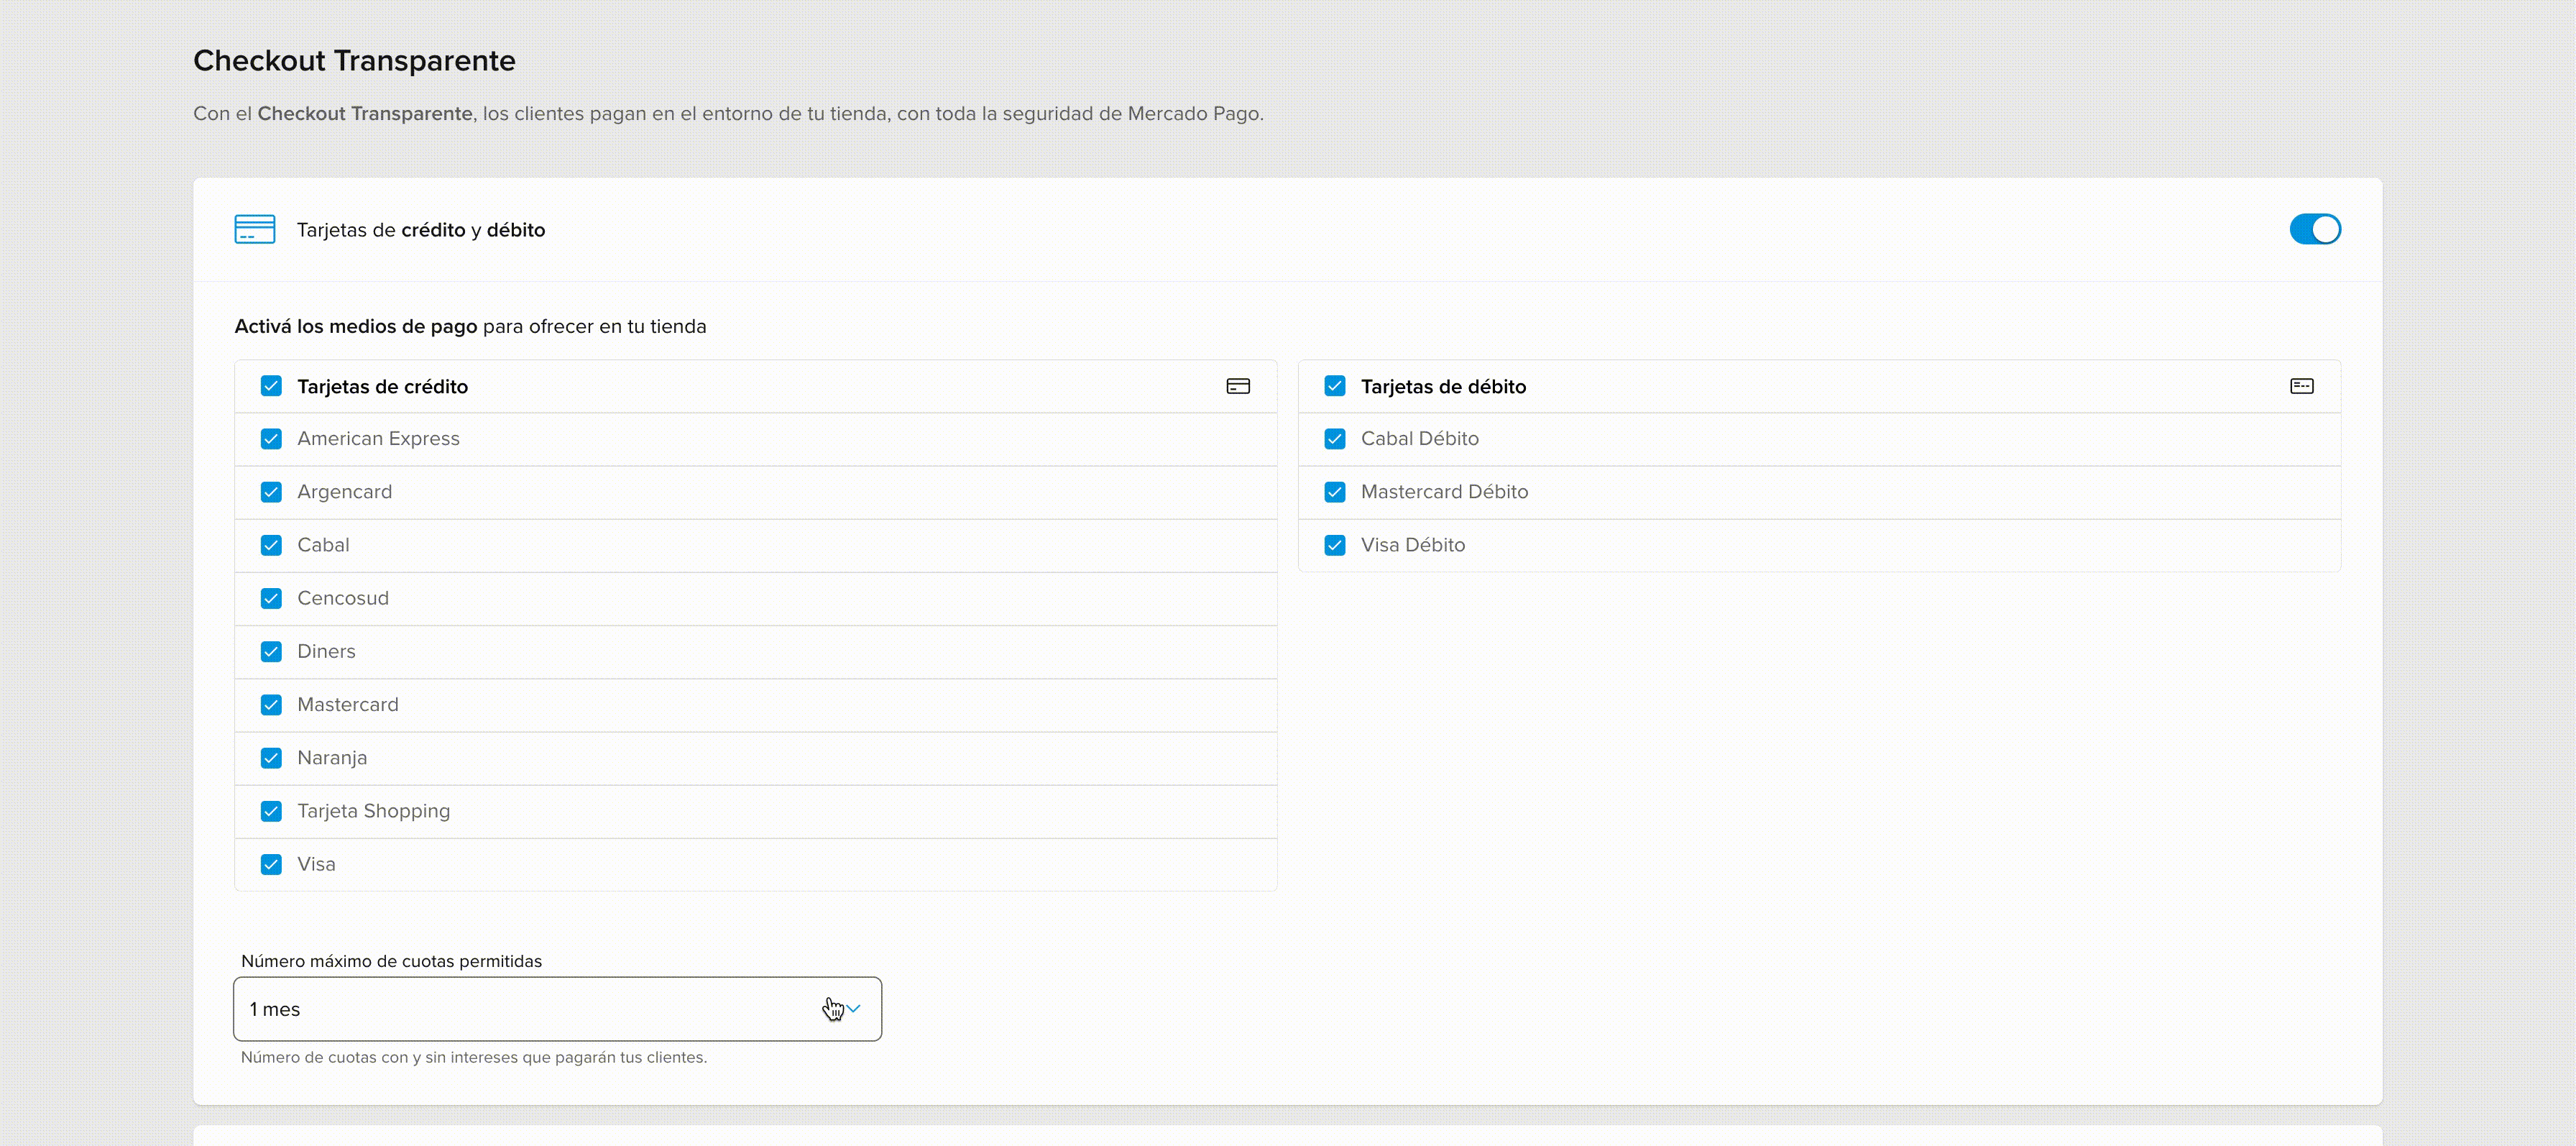 Checkout Transparente
Con el Checkout Transparente, los clientes pagan en el entorno de tu tienda, con toda la seguridad de Mercado Pago.
Tarjetas de crédito y débito
Activá los medios de pago para ofrecer en tu tienda
Tarjetas de crédito
American Express
Argencard
Cabal
Cencosud
Diners
Mastercard
Naranja
Tarjeta Shopping
Visa
Tarjetas de débito
Cabal Débito
Mastercard Débito
Visa Débito
Número máximo de cuotas permitidas
1 mes
Número de cuotas con y sin intereses que pagarán tus clientes.